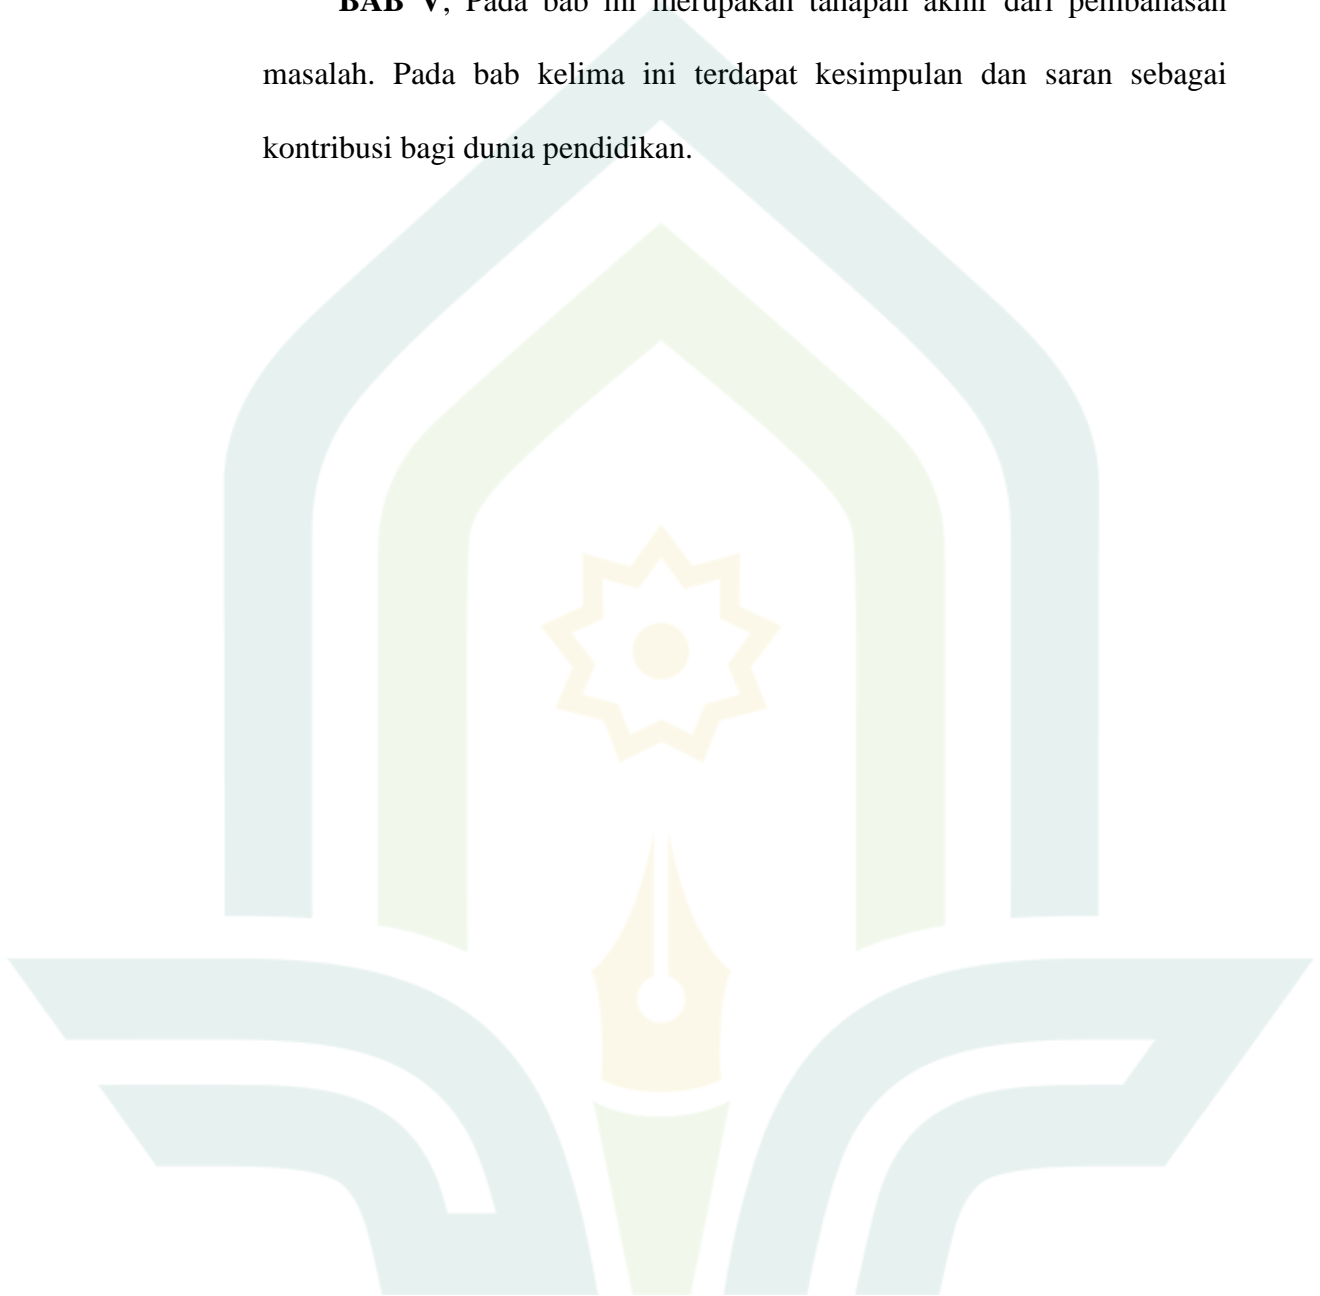 BAB V, Pada bab ini merupakan tahapan akhir dari pembahasan
masalah. Pada bab kelima ini terdapat kesimpulan dan saran sebagai
kontribusi bagi dunia pendidikan.